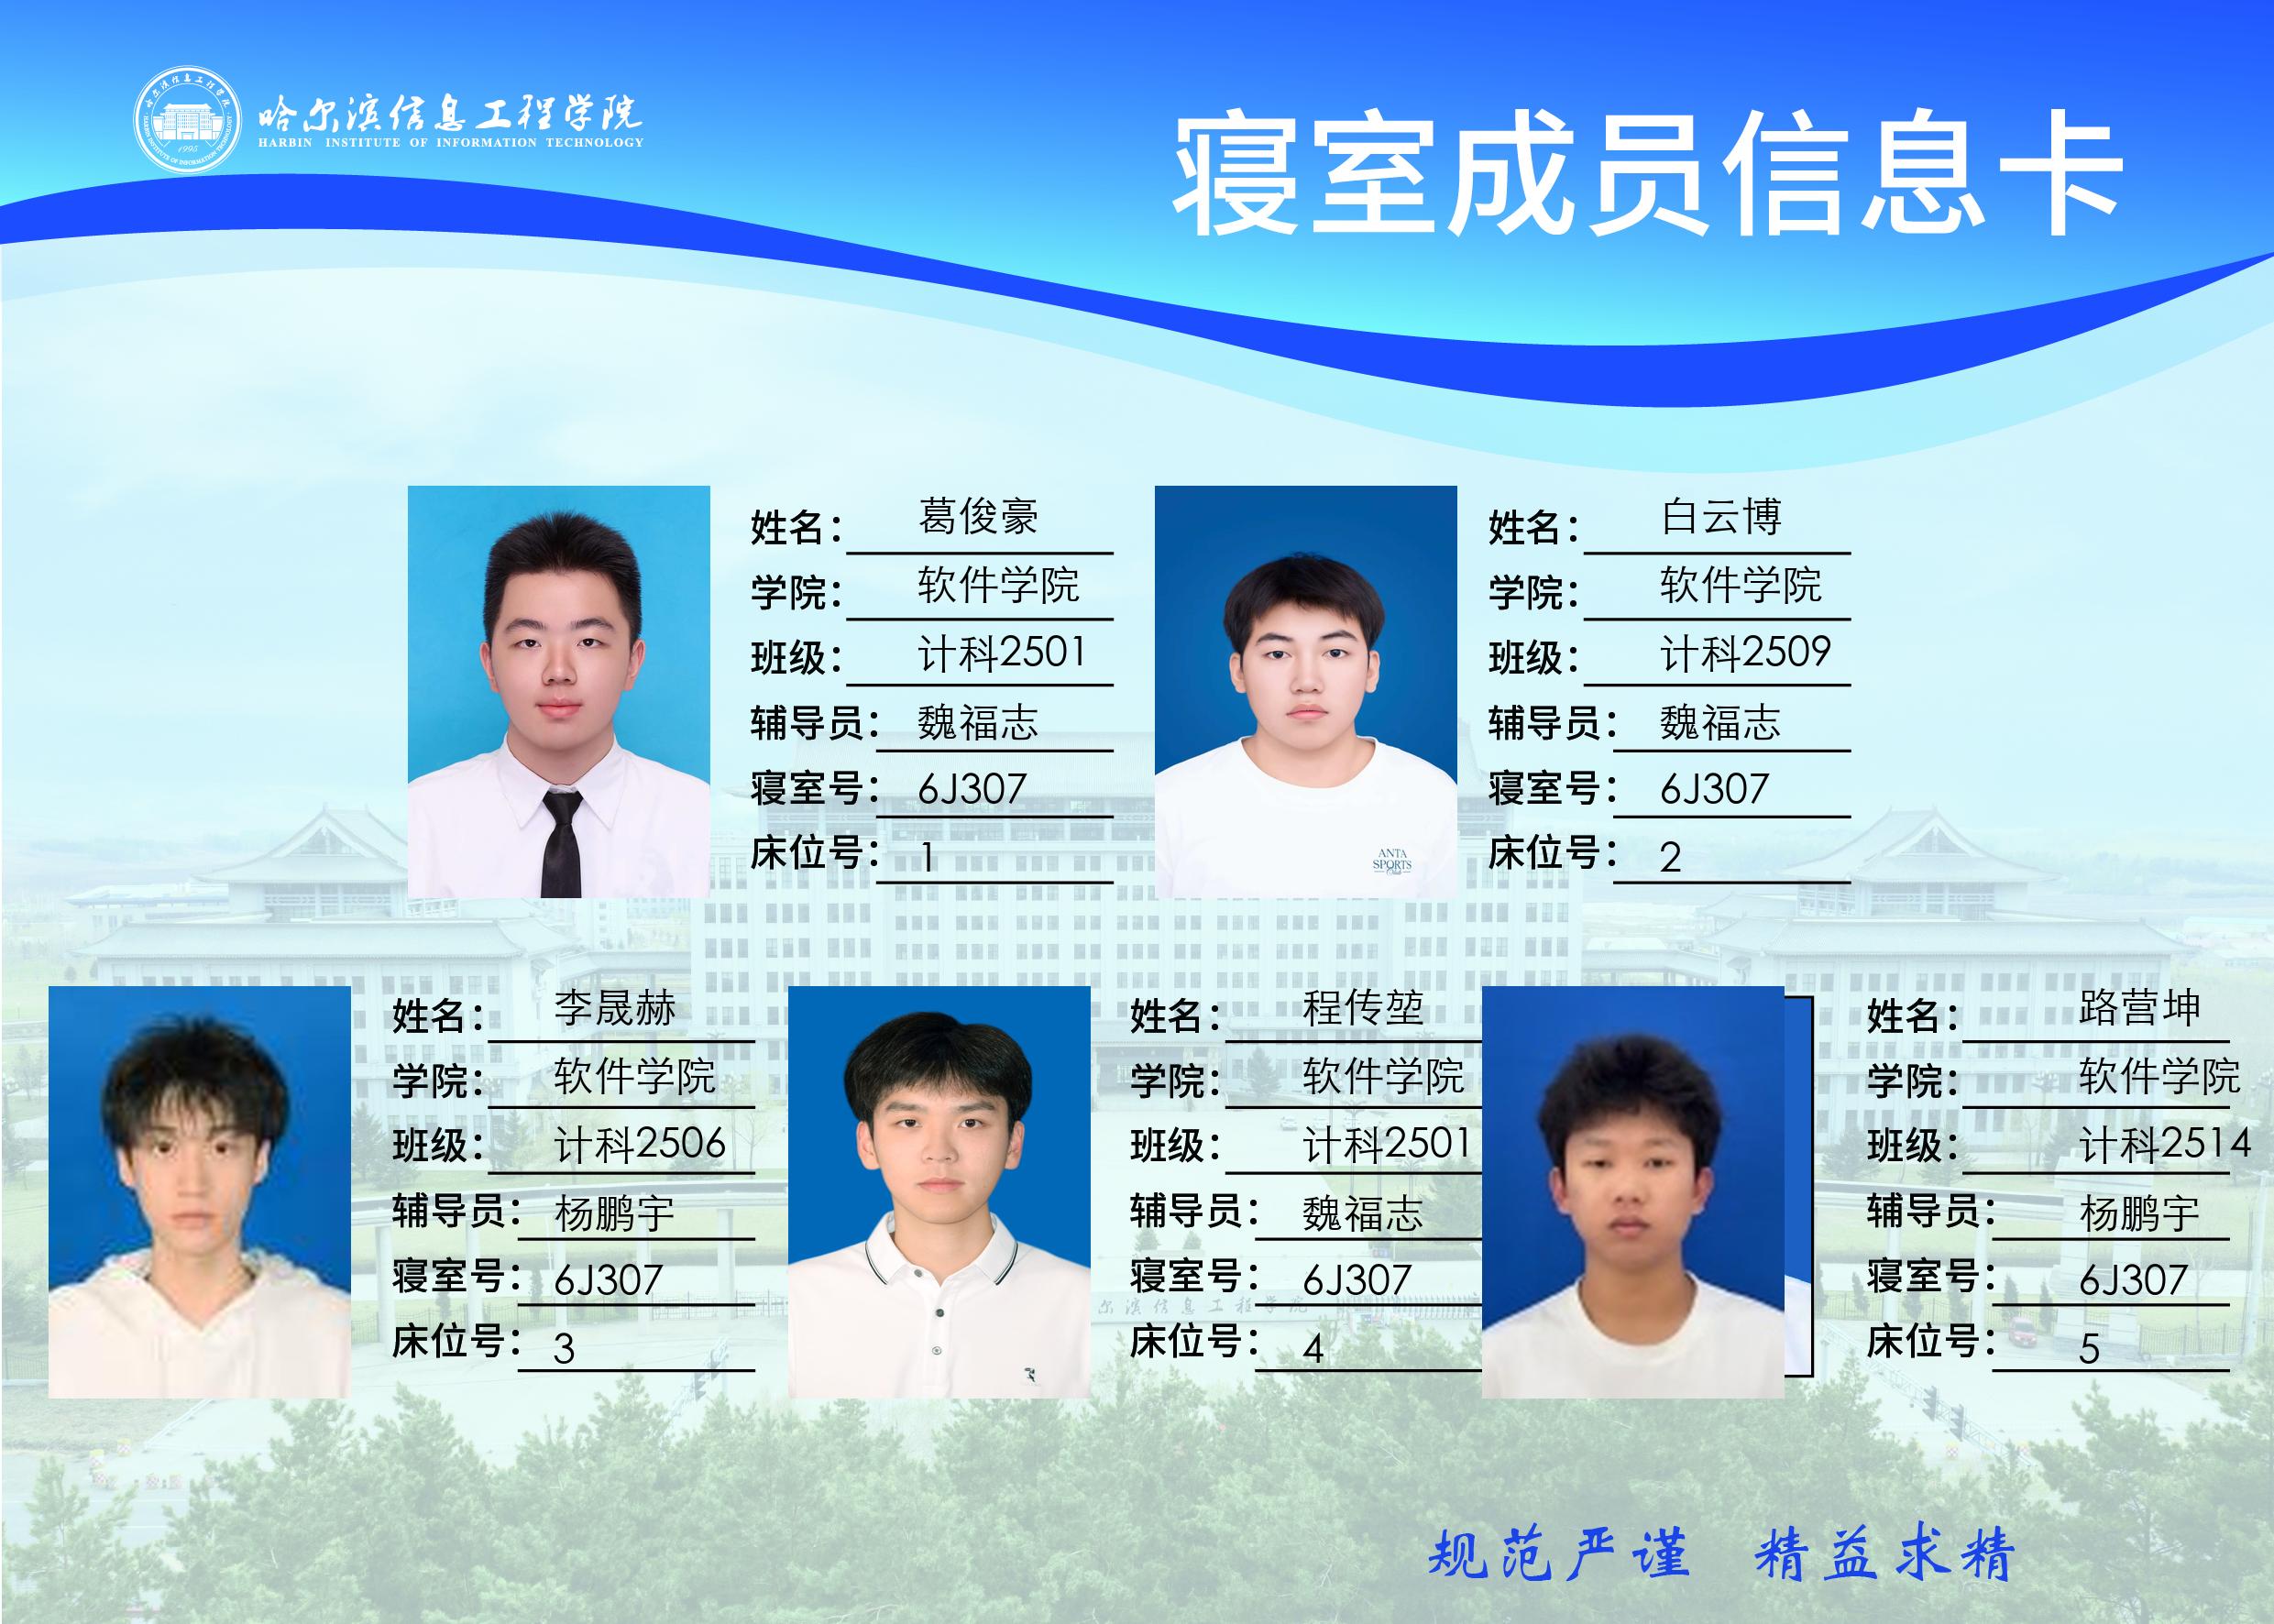 哈尔滨信息工程学院
HARBIN INSTITUTE OF INFORMATION TECHNOLOGY
1995
寝室成员信息卡
姓名：葛俊豪
学院：软件学院
班级：计科2501
辅导员：魏福志
寝室号：6J307
床位号：1
姓名：白云博
学院：软件学院
班级：计科2509
辅导员：魏福志
寝室号：6J307
床位号：2
ANTA
SPORTS
姓名：李晟赫
学院：软件学院
班级：计科2506
辅导员：杨鹏宇
寝室号：6J307
床位号：3
姓名：程传堃
学院：软件学院
班级：计科2501
辅导员：魏福志
寝室号：6J307
床位号：4
姓名：路营坤
学院：软件学院
班级：计科2514
辅导员：杨鹏宇
寝室号：6J307
床位号：5
规范严谨 精益求精